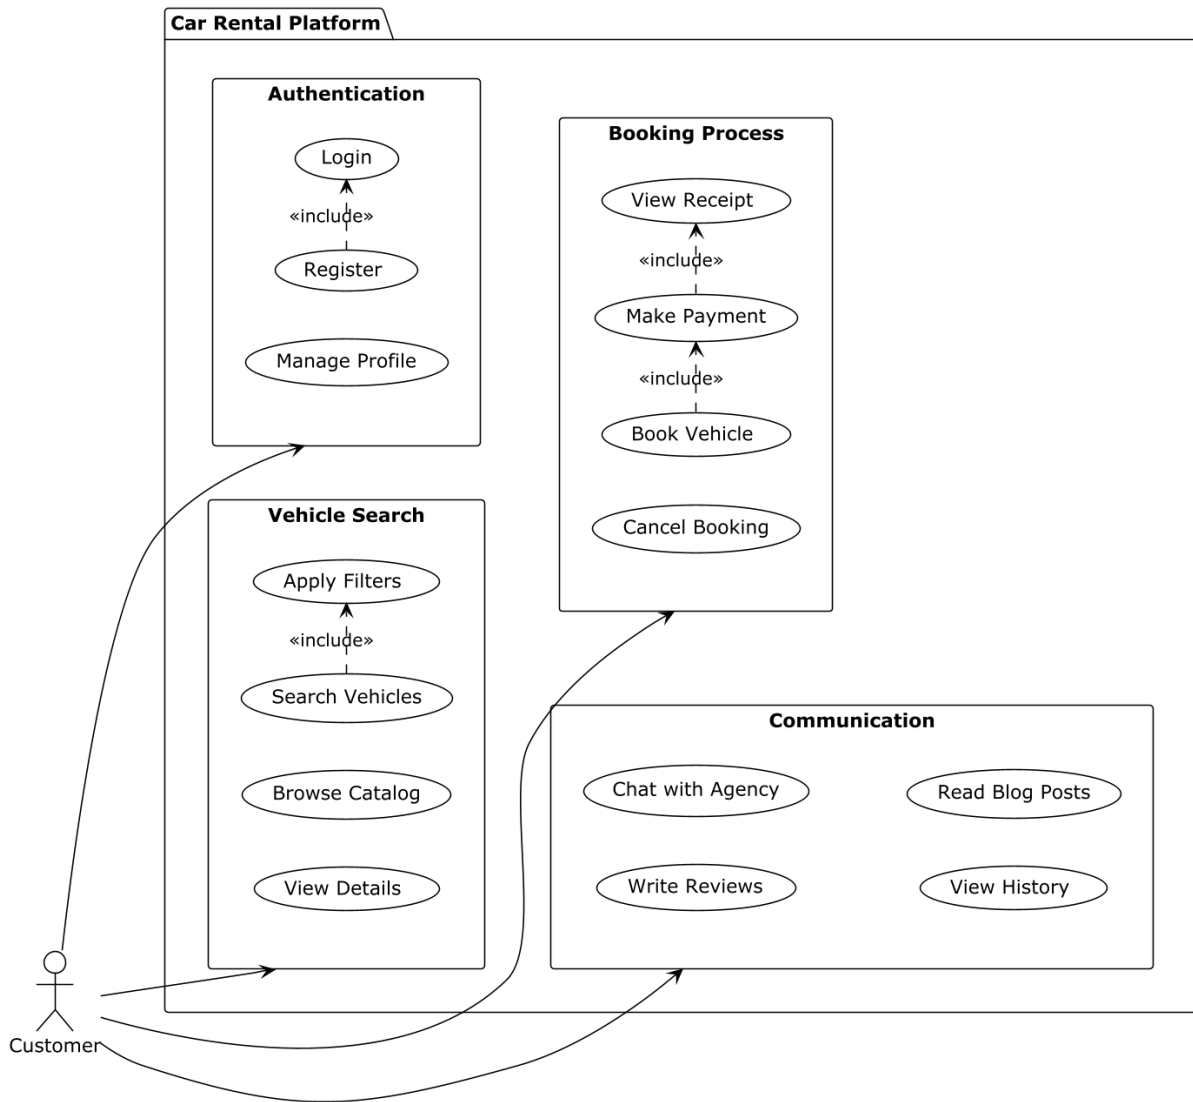 Car Rental Platform
Authentication
Login
«include»
Register
Manage Profile
Booking Process
View Receipt
«include»
Make Payment
«include»
Book Vehicle
Cancel Booking
Vehicle Search
Apply Filters
«include»
Search Vehicles
Browse Catalog
View Details
Communication
Chat with Agency
Read Blog Posts
Write Reviews
View History
Customer